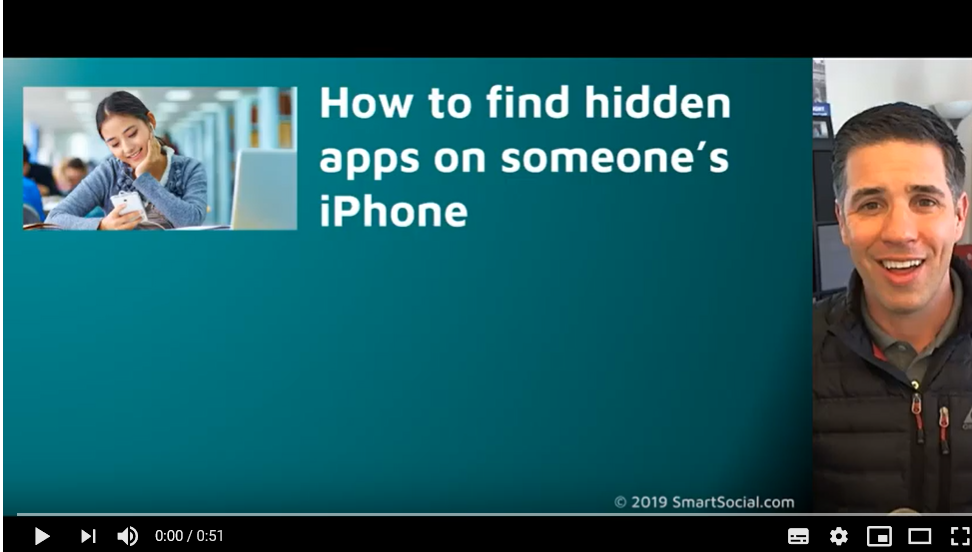 How to find hidden
apps on someone's
iPhone
© 2019 SmartSocial.com
0:00 / 0:51